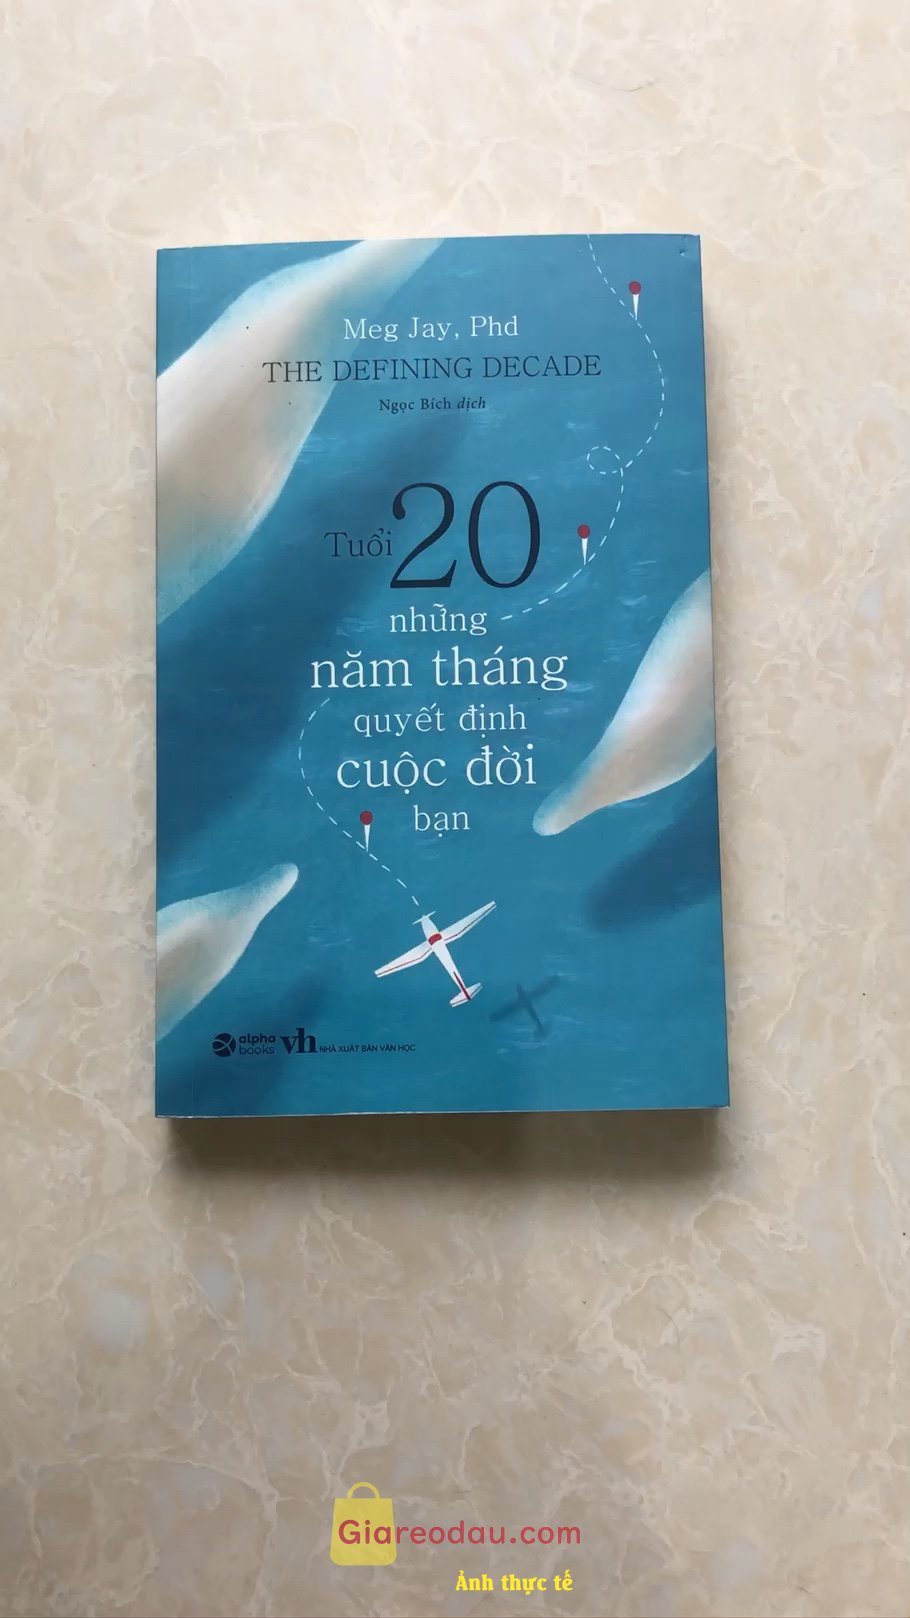 Meg Jay, Phd
THE DEFINING DECADE
Ngọc Bích dịch
Tuổi 20
những
năm tháng
quyết định
cuộc đời
bạn
alpha books vh NHÀ XUẤT BẢN VĂN HỌC
Giareodau.com
Ảnh thực tế